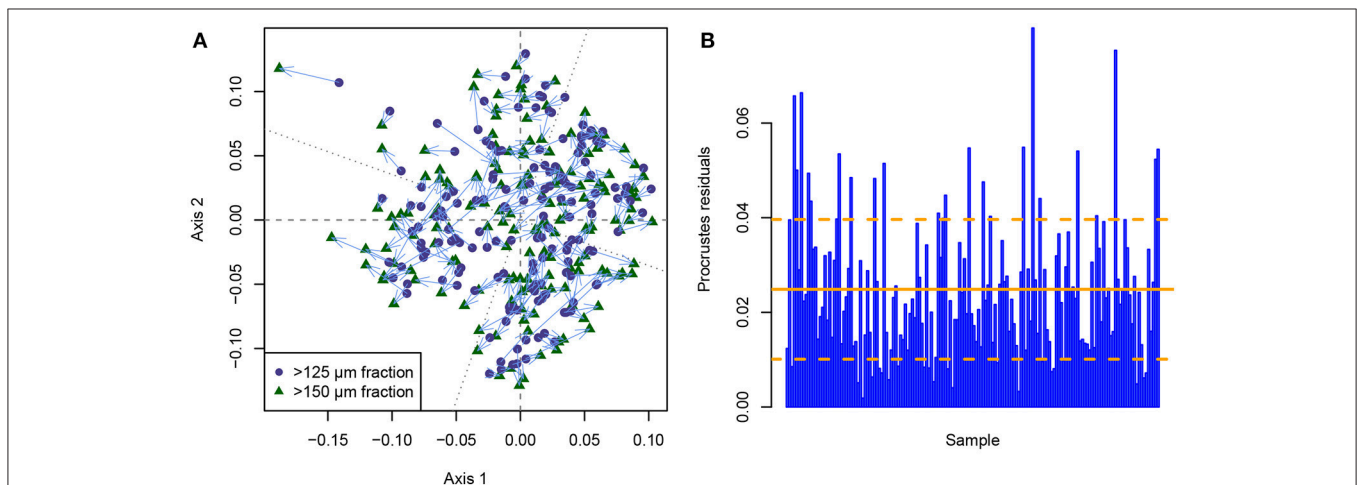 A
Axis 2
0.10
0.05
0.00
−0.05
−0.10
>125 µm fraction
>150 µm fraction
−0.15 −0.10 −0.05 0.00 0.05 0.10
Axis 1
B
Procrustes residuals
0.06
0.04
0.02
0.00
Sample